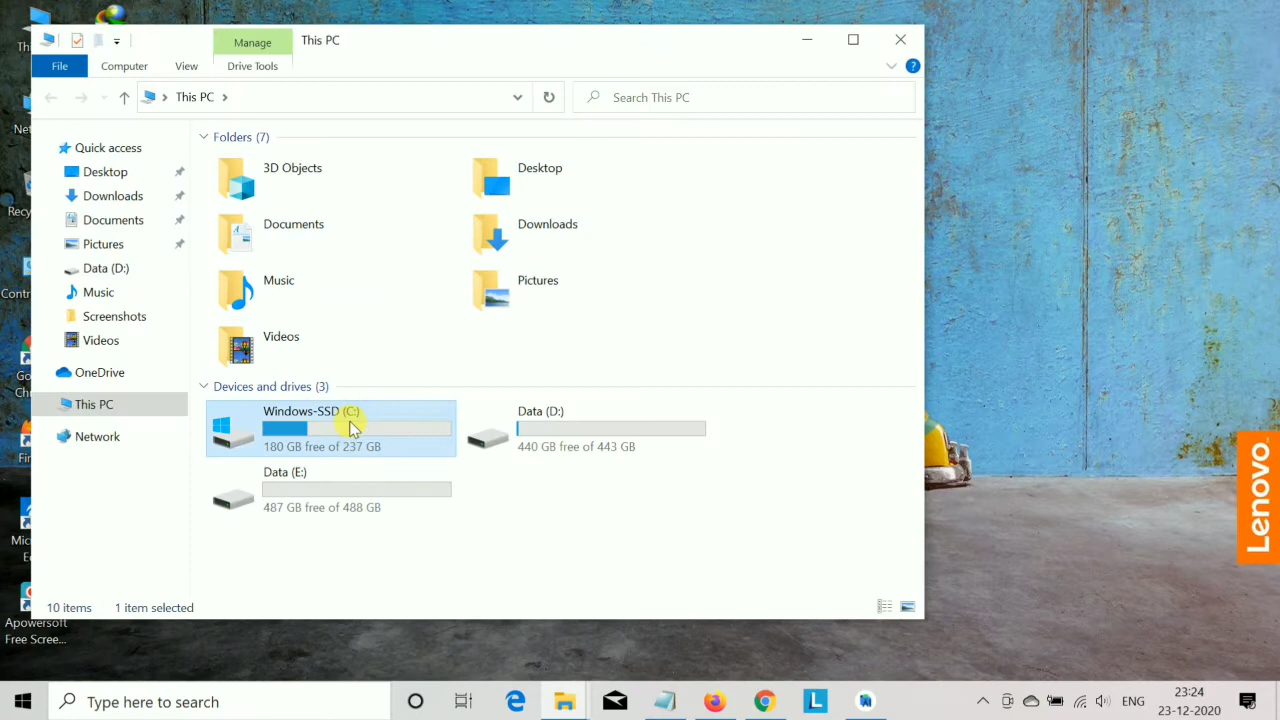 Manage
This PC
File
Computer
View
Drive Tools
This PC
Search This PC
Quick access
Desktop
Downloads
Documents
Pictures
Data (D:)
Music
Screenshots
Videos
OneDrive
This PC
Network
Folders (7)
3D Objects
Desktop
Documents
Downloads
Music
Pictures
Videos
Devices and drives (3)
Windows-SSD (C:)
180 GB free of 237 GB
Data (D:)
440 GB free of 443 GB
Data (E:)
487 GB free of 488 GB
10 items
1 item selected
Apowersoft
Free Scree...
Lenovo
Type here to search
ENG
23:24
23-12-2020